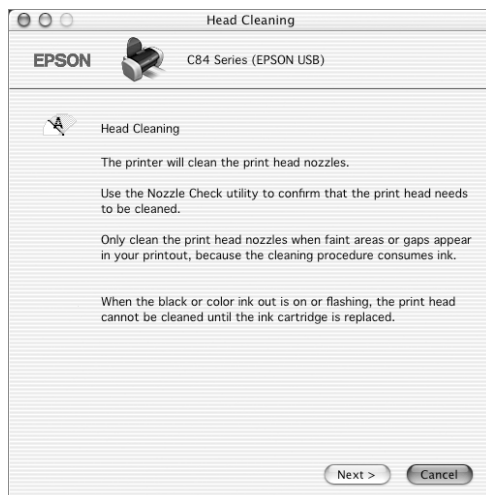 Head Cleaning
EPSON
C84 Series (EPSON USB)
Head Cleaning
The printer will clean the print head nozzles.
Use the Nozzle Check utility to confirm that the print head needs
to be cleaned.
Only clean the print head nozzles when faint areas or gaps appear
in your printout, because the cleaning procedure consumes ink.
When the black or color ink out is on or flashing, the print head
cannot be cleaned until the ink cartridge is replaced.
Next >
Cancel